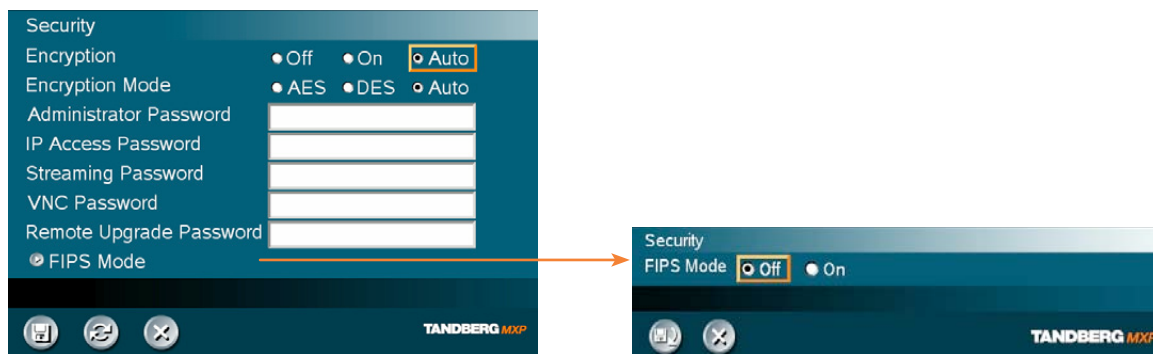 Security
Encryption Off On Auto
Encryption Mode AES DES Auto
Administrator Password
IP Access Password
Streaming Password
VNC Password
Remote Upgrade Password
FIPS Mode
TANDBERG MXP
Security
FIPS Mode Off On
TANDBERG MXP